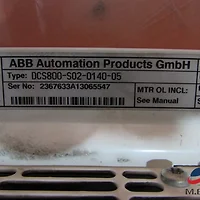 ABB Automation Products GmbH
Type: DCS800-S02-0140-05
Ser No: 2367633A13065547
MTR OL INCL:
See Manual
M.E